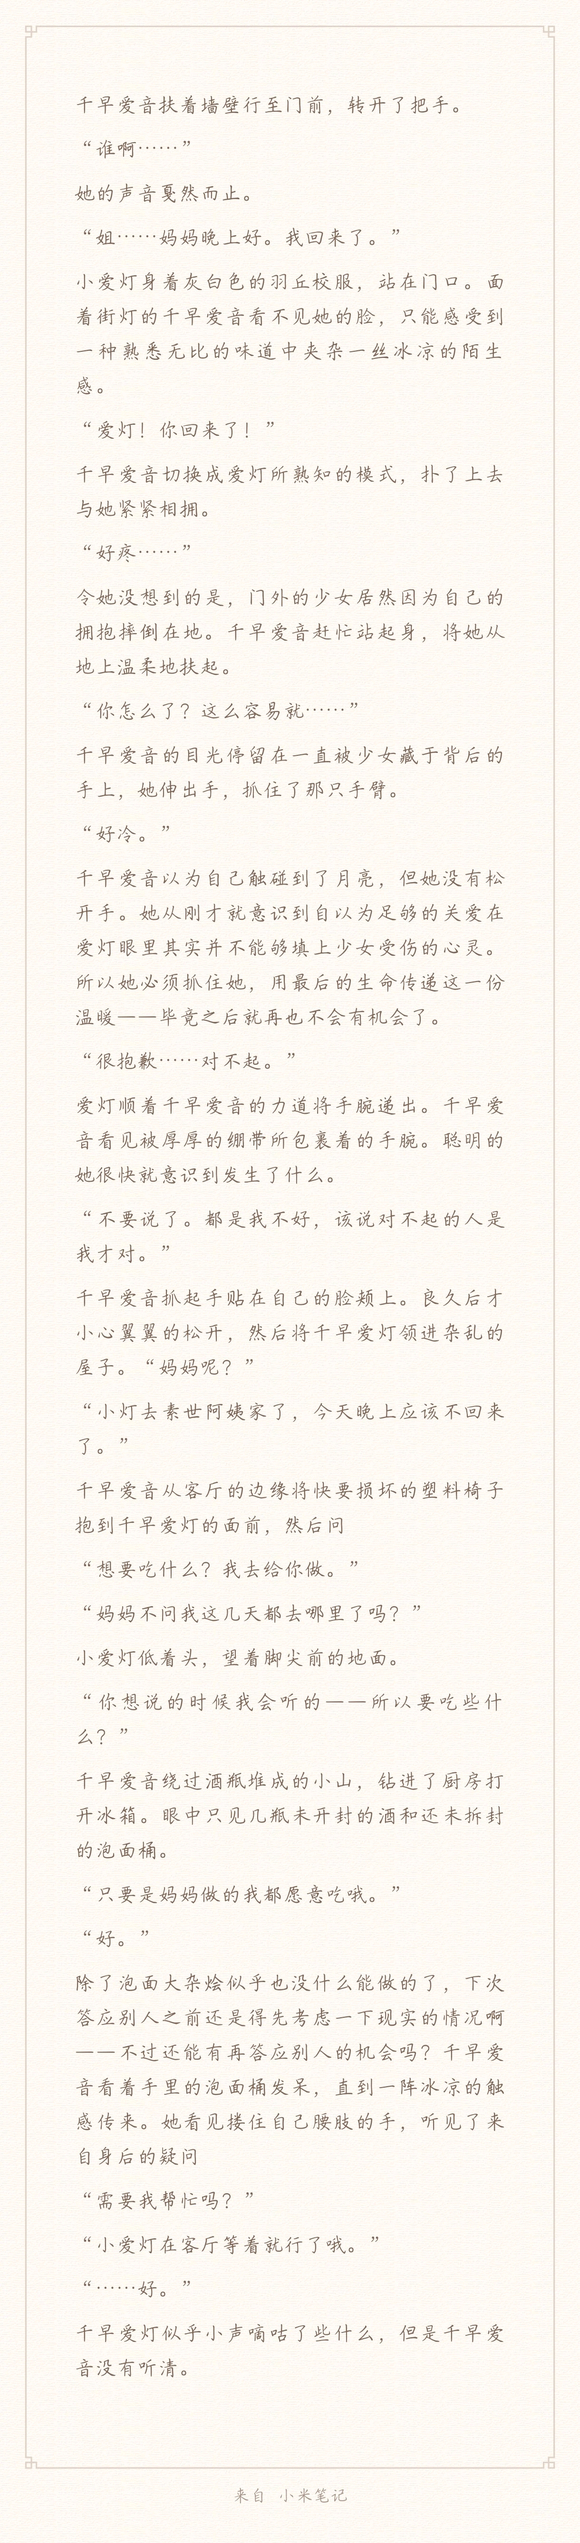 千早爱音扶着墙壁行至门前，转开了把手。
“谁啊……”
她的声音戛然而止。
“姐……妈妈晚上好。我回来了。”
小爱灯身着灰白色的羽丘校服，站在门口。面
着街灯的千早爱音看不见她的脸，只能感受到
一种熟悉无比的味道中夹杂一丝冰凉的陌生
感。
“爱灯！你回来了！”
千早爱音切换成爱灯所熟知的模式，扑了上去
与她紧紧相拥。
“好疼……”
令她没想到的是，门外的少女居然因为自己的
拥抱摔倒在地。千早爱音赶忙站起身，将她从
地上温柔地扶起。
“你怎么了？这么容易就……”
千早爱音的目光停留在一直被少女藏于背后的
手上，她伸出手，抓住了那只手臂。
“好冷。”
千早爱音以为自己触碰到了月亮，但她没有松
开手。她从刚才就意识到自以为足够的关爱在
爱灯眼里其实并不能够填上少女受伤的心灵。
所以她必须抓住她，用最后的生命传递这一份
温暖——毕竟之后就再也不会有机会了。
“很抱歉……对不起。”
爱灯顺着千早爱音的力道将手腕递出。千早爱
音看见被厚厚的绷带所包裹着的手腕。聪明的
她很快就意识到发生了什么。
“不要说了。都是我不好，该说对不起的人是
我才对。”
千早爱音抓起手贴在自己的脸颊上。良久后才
小心翼翼的松开，然后将千早爱灯领进杂乱的
屋子。“妈妈呢？”
“小灯去素世阿姨家了，今天晚上应该不回来
了。”
千早爱音从客厅的边缘将快要损坏的塑料椅子
抱到千早爱灯的面前，然后问
“想要吃什么？我去给你做。”
“妈妈不问我这几天都去哪里了吗？”
小爱灯低着头，望着脚尖前的地面。
“你想说的时候我会听的——所以要吃些什
么？”
千早爱音绕过酒瓶堆成的小山，钻进了厨房打
开冰箱。眼中只见几瓶未开封的酒和还未拆封
的泡面桶。
“只要是妈妈做的我都愿意吃哦。”
“好。”
除了泡面大杂烩似乎也没什么能做的了，下次
答应别人之前还是得先考虑一下现实的情况啊
——不过还能有再答应别人的机会吗？千早爱
音看着手里的泡面桶发呆，直到一阵冰凉的触
感传来。她看见搂住自己腰肢的手，听见了来
自身后的疑问
“需要我帮忙吗？”
“小爱灯在客厅等着就行了哦。”
“……好。”
千早爱灯似乎小声嘀咕了些什么，但是千早爱
音没有听清。
来自 小米笔记